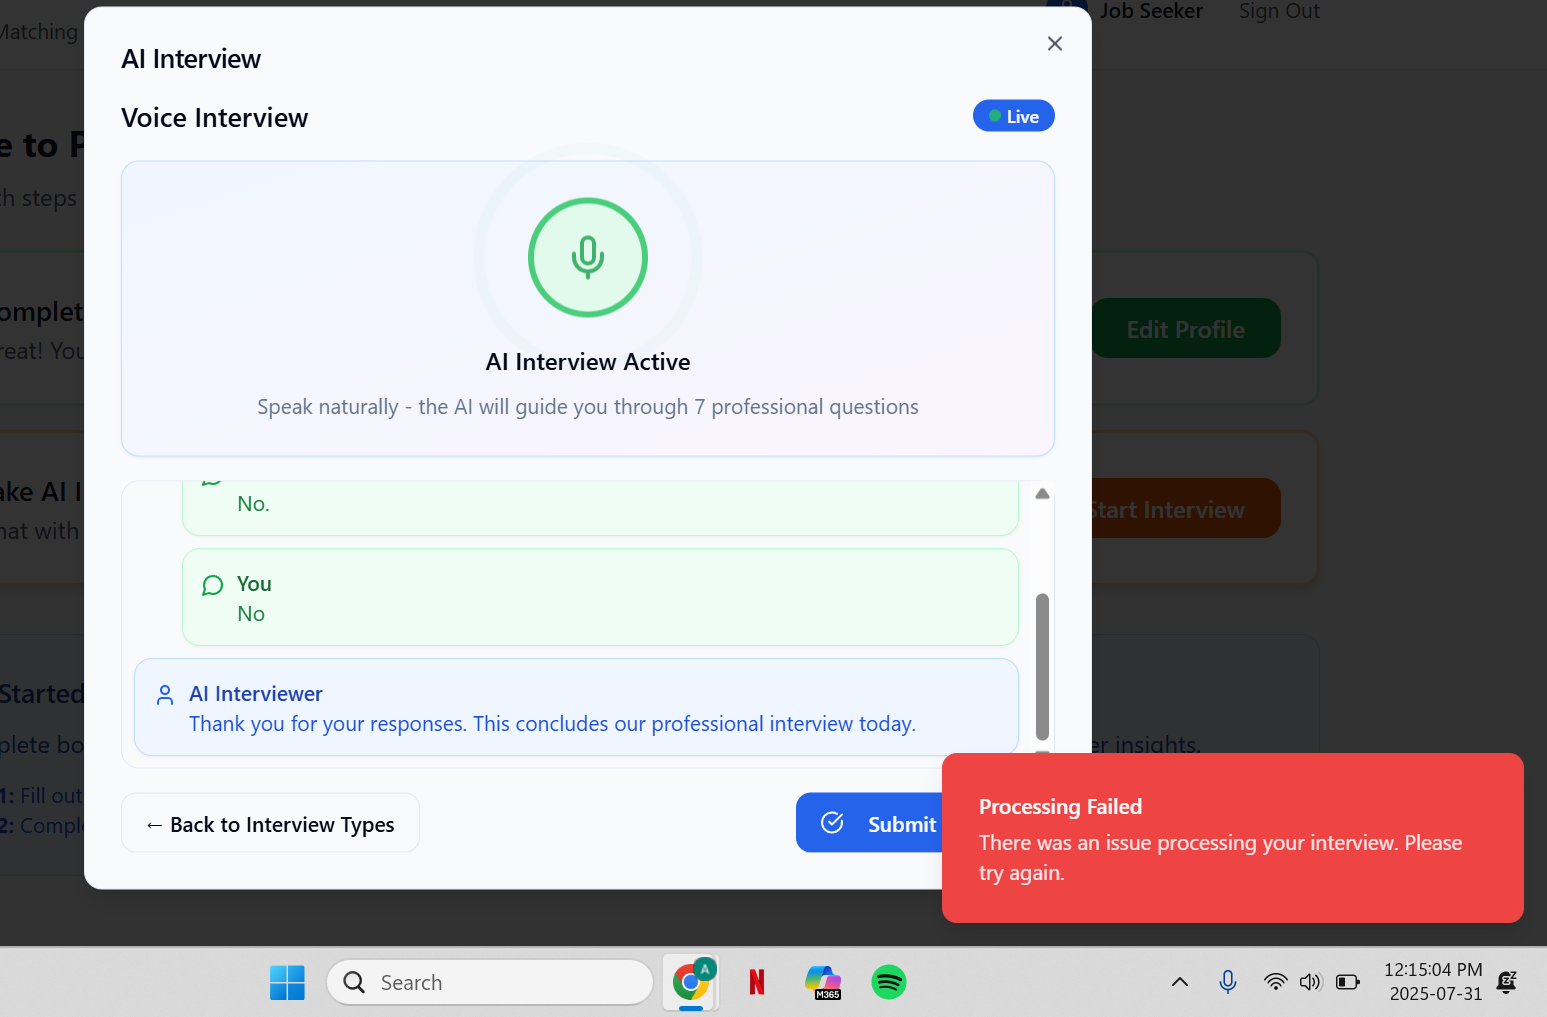 Job Seeker
Sign Out
Matching
AI Interview
Voice Interview
Live
e to P
h steps
AI Interview Active
Speak naturally - the AI will guide you through 7 professional questions
omplet
reat! You
Edit Profile
ake AI I
hat with
Start Interview
No.
You
No
AI Interviewer
Thank you for your responses. This concludes our professional interview today.
Started
plete bo
er insights.
1: Fill out
2: Compl
← Back to Interview Types
Submit
Processing Failed
There was an issue processing your interview. Please
try again.
Search
A
N
M365
12:15:04 PM
2025-07-31